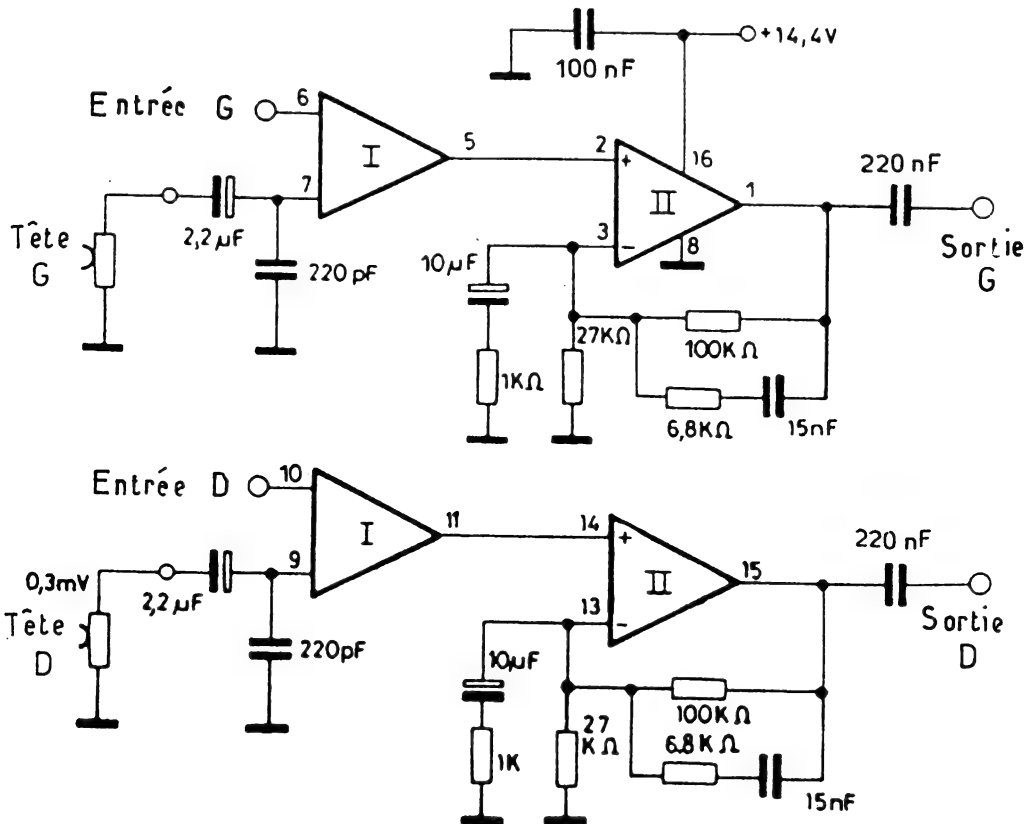 +14,4V
100 nF
Entrée G
6
I
5
2
+
16
II
1
220 nF
7
2,2µF
3
-
8
Sortie
G
Tête
G
220 pF
10µF
27KΩ
100KΩ
1KΩ
6,8KΩ
15nF
Entrée D
10
I
11
14
+
II
15
220 nF
9
0,3mV
2,2µF
13
-
Sortie
D
Tête
D
220pF
10µF
100KΩ
27
KΩ
6.8KΩ
1K
15nF